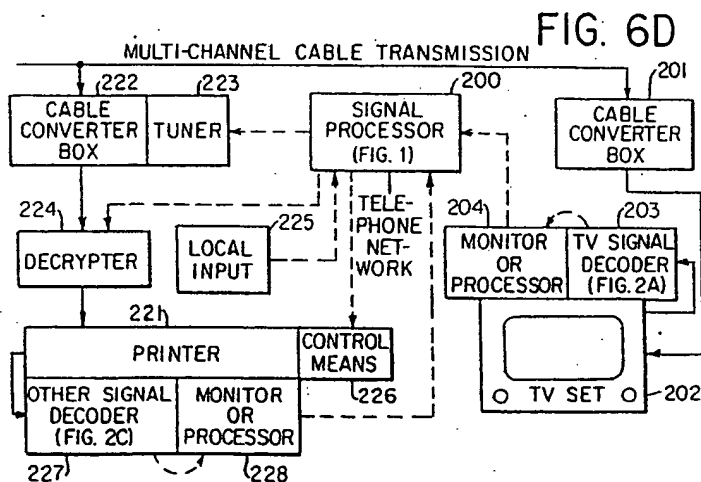 FIG. 6D
MULTI-CHANNEL CABLE TRANSMISSION
222
223
200
201
CABLE
CONVERTER
BOX
TUNER
SIGNAL
PROCESSOR
(FIG. 1)
CABLE
CONVERTER
BOX
224
225
TELE-
PHONE
NET-
WORK
204
203
DECRYPTER
LOCAL
INPUT
MONITOR
OR
PROCESSOR
TV SIGNAL
DECODER
(FIG. 2A)
221
PRINTER
CONTROL
MEANS
226
TV SET
202
OTHER SIGNAL
DECODER
(FIG. 2C)
MONITOR
OR
PROCESSOR
227
228